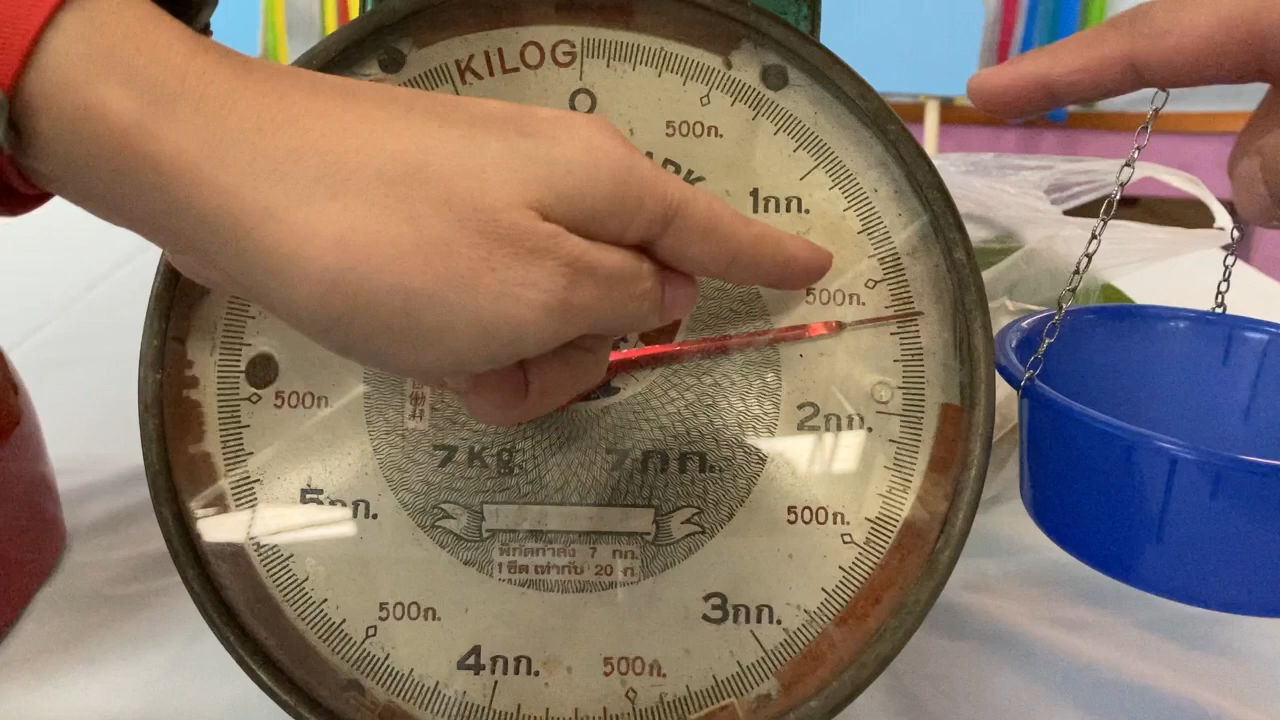 KILOG
0
500ก.
1กก.
500ก.
2กก.
500ก.
3กก.
500ก.
4กก.
500ก.
5กก.
500ก.
7 Kg. 7 กก.
พิกัดกำลัง 7 กก.
1 ขีด เท่ากับ 20 ก